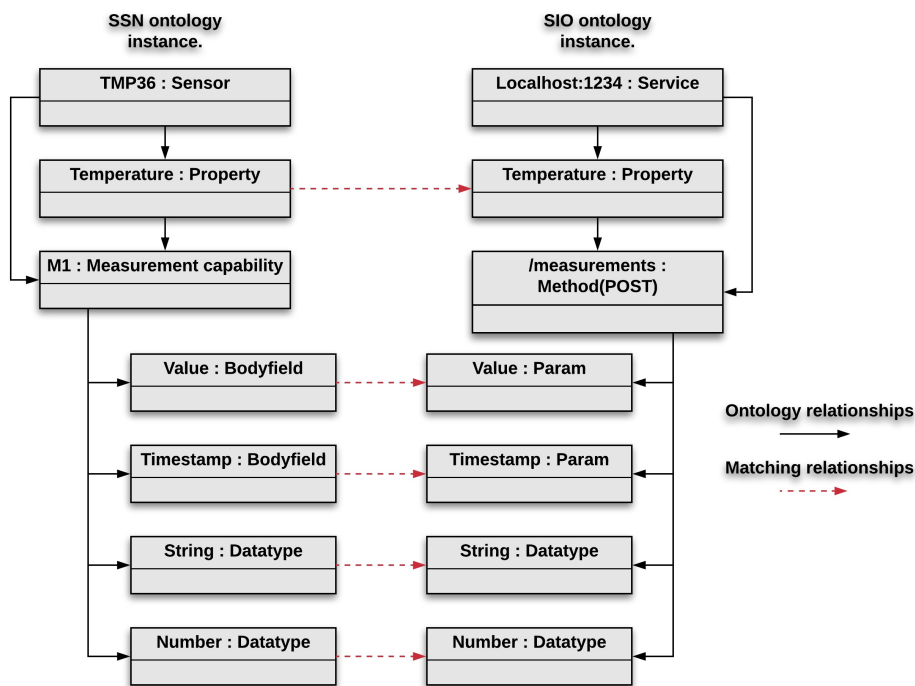 SSN ontology
instance.
SIO ontology
instance.
TMP36 : Sensor
Localhost:1234 : Service
Temperature : Property
Temperature : Property
M1 : Measurement capability
/measurements :
Method(POST)
Value : Bodyfield
Value : Param
Ontology relationships
Timestamp : Bodyfield
Timestamp : Param
Matching relationships
String : Datatype
String : Datatype
Number : Datatype
Number : Datatype